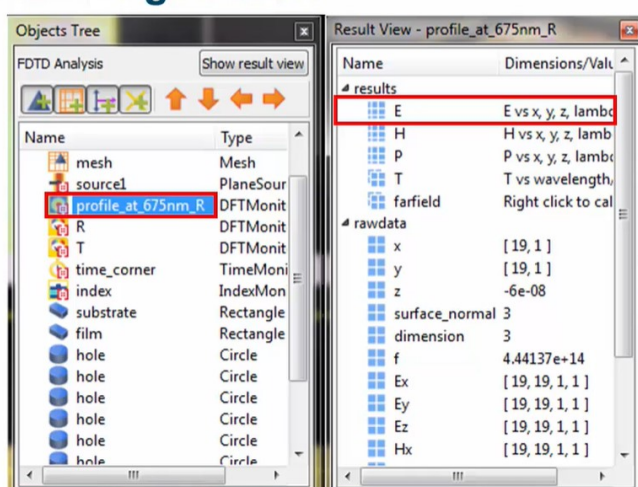 Objects Tree
FDTD Analysis
Show result view
Name Type
mesh Mesh
source1 PlaneSour
profile_at_675nm_R DFTMonit
R DFTMonit
T DFTMonit
time_corner TimeMoni
index IndexMon
substrate Rectangle
film Rectangle
hole Circle
hole Circle
hole Circle
hole Circle
hole Circle
hole Circle
Result View - profile_at_675nm_R
Name Dimensions/Valu
results
E E vs x, y, z, lambd
H H vs x, y, z, lamb
P P vs x, y, z, lambd
T T vs wavelength/
farfield Right click to cal
rawdata
x [ 19, 1 ]
y [ 19, 1 ]
z -6e-08
surface_normal 3
dimension 3
f 4.44137e+14
Ex [ 19, 19, 1, 1 ]
Ey [ 19, 19, 1, 1 ]
Ez [ 19, 19, 1, 1 ]
Hx [ 19, 19, 1, 1 ]